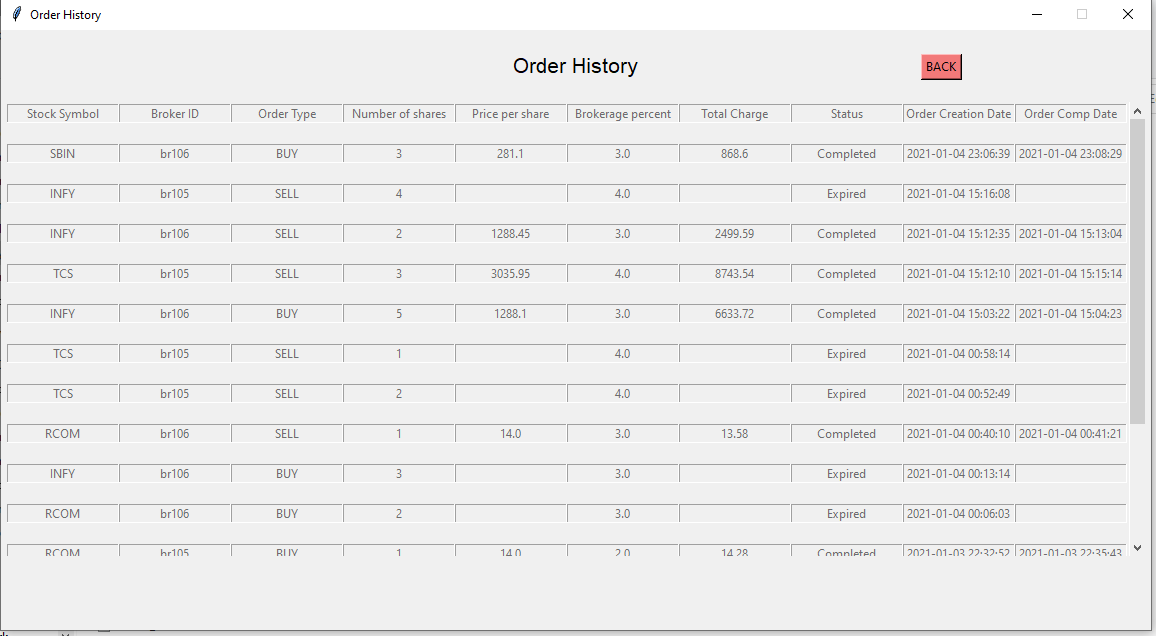 Order History
Order History
BACK
Stock Symbol Broker ID Order Type Number of shares Price per share Brokerage percent Total Charge Status Order Creation Date Order Comp Date
SBIN br106 BUY 3 281.1 3.0 868.6 Completed 2021-01-04 23:06:39 2021-01-04 23:08:29
INFY br105 SELL 4 4.0 Expired 2021-01-04 15:16:08
INFY br106 SELL 2 1288.45 3.0 2499.59 Completed 2021-01-04 15:12:35 2021-01-04 15:13:04
TCS br105 SELL 3 3035.95 4.0 8743.54 Completed 2021-01-04 15:12:10 2021-01-04 15:15:14
INFY br106 BUY 5 1288.1 3.0 6633.72 Completed 2021-01-04 15:03:22 2021-01-04 15:04:23
TCS br105 SELL 1 4.0 Expired 2021-01-04 00:58:14
TCS br105 SELL 2 4.0 Expired 2021-01-04 00:52:49
RCOM br106 SELL 1 14.0 3.0 13.58 Completed 2021-01-04 00:40:10 2021-01-04 00:41:21
INFY br106 BUY 3 3.0 Expired 2021-01-04 00:13:14
RCOM br106 BUY 2 3.0 Expired 2021-01-04 00:06:03
RCOM br105 BUY 1 14.0 2.0 14.28 Completed 2021-01-03 22:32:52 2021-01-03 22:35:43